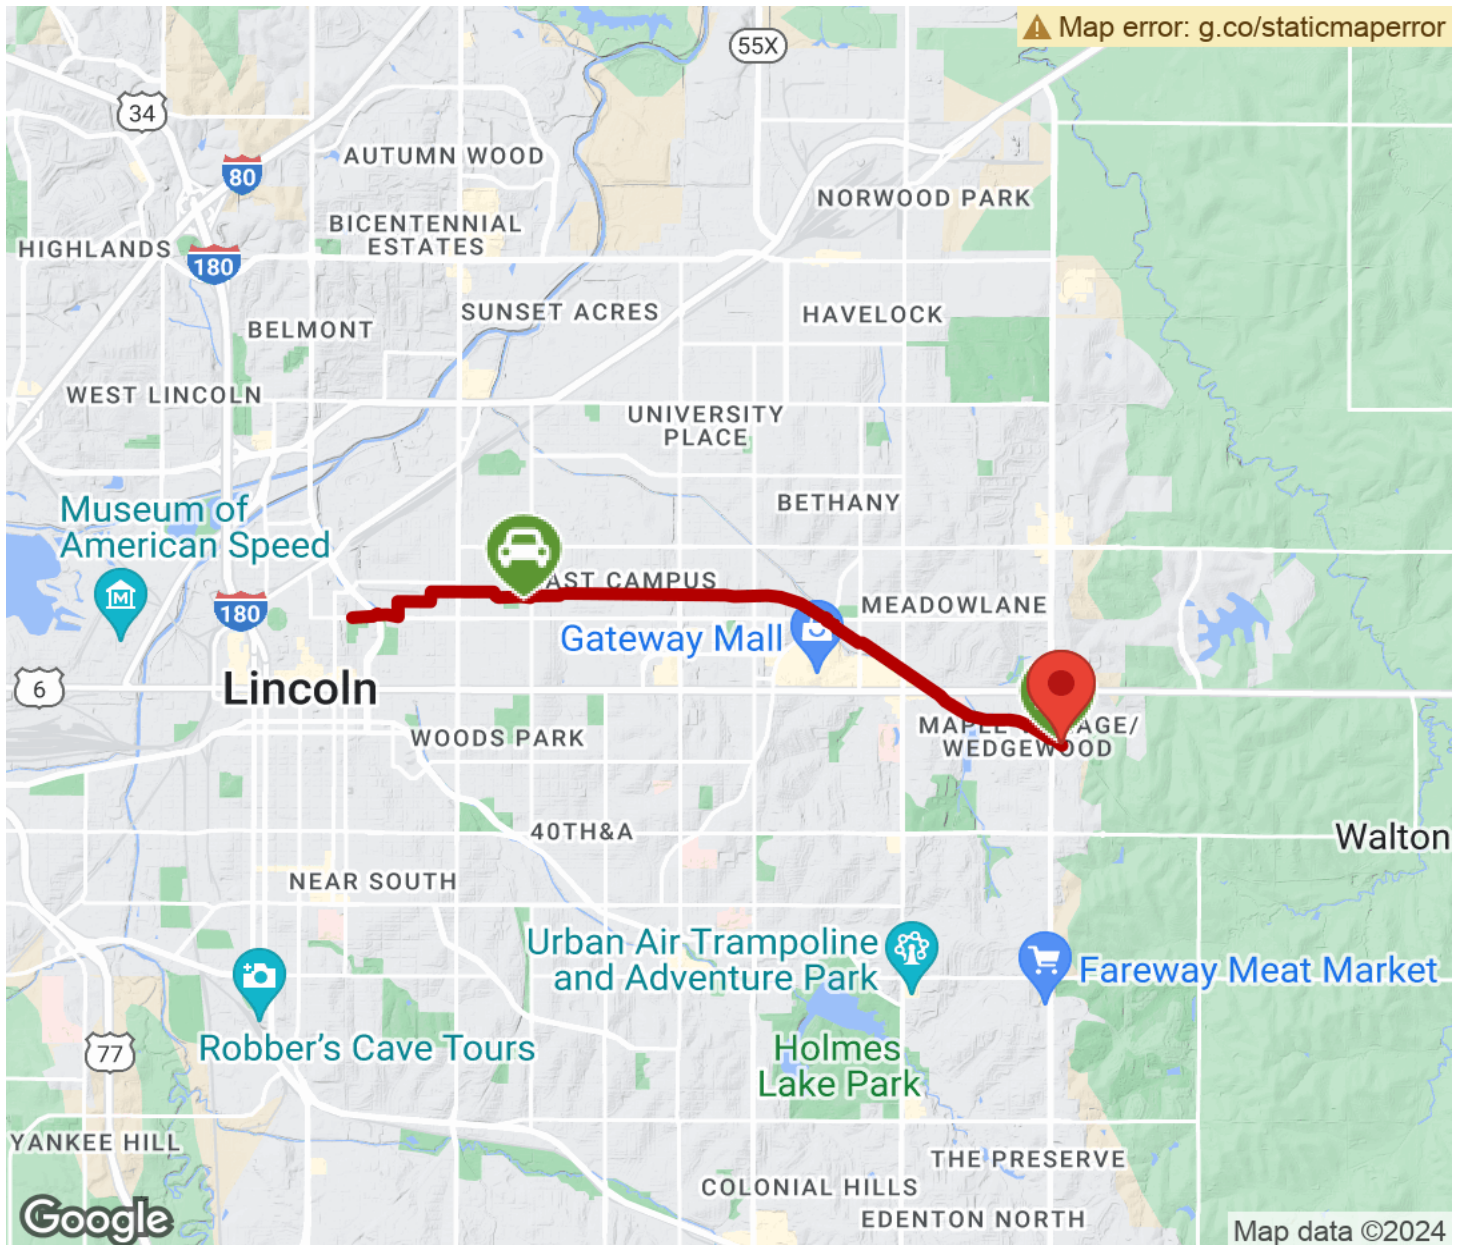 Map error: g.co/staticmaperror
55X
34
AUTUMN WOOD
80
NORWOOD PARK
BICENTENNIAL
ESTATES
HIGHLANDS
180
SUNSET ACRES
HAVELOCK
BELMONT
WEST LINCOLN
UNIVERSITY
PLACE
BETHANY
Museum of
American Speed
M
AST CAMPUS
180
MEADOWLANE
Gateway Mall
6
Lincoln
MAPLE AGE/
WEDGEWOOD
WOODS PARK
40TH&A
Walton
NEAR SOUTH
Urban Air Trampoline
and Adventure Park
Fareway Meat Market
Robber's Cave Tours
77
Holmes
Lake Park
YANKEE HILL
THE PRESERVE
COLONIAL HILLS
EDENTON NORTH
Google
Map data ©2024